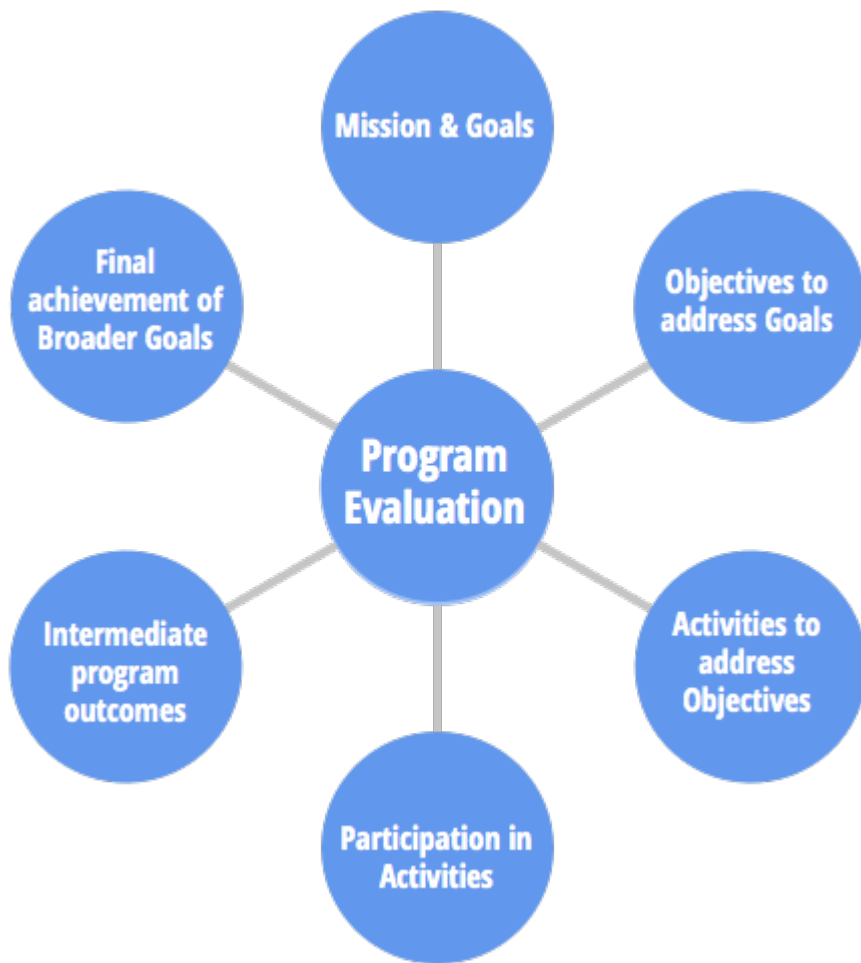 Mission & Goals
Objectives to
address Goals
Activities to
address
Objectives
Participation in
Activities
Intermediate
program
outcomes
Final
achievement of
Broader Goals
Program
Evaluation